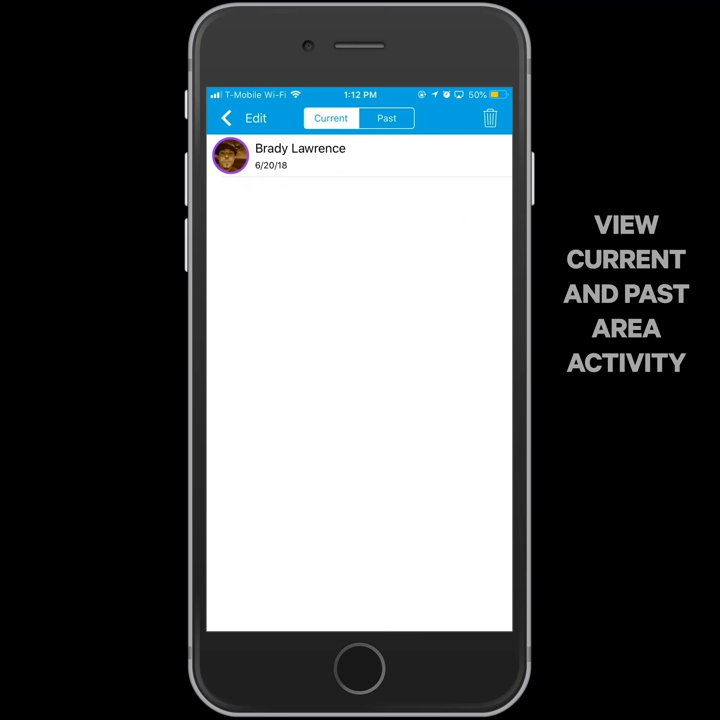 T-Mobile Wi-Fi 1:12 PM 50%
Edit Current Past
Brady Lawrence
6/20/18
VIEW
CURRENT
AND PAST
AREA
ACTIVITY